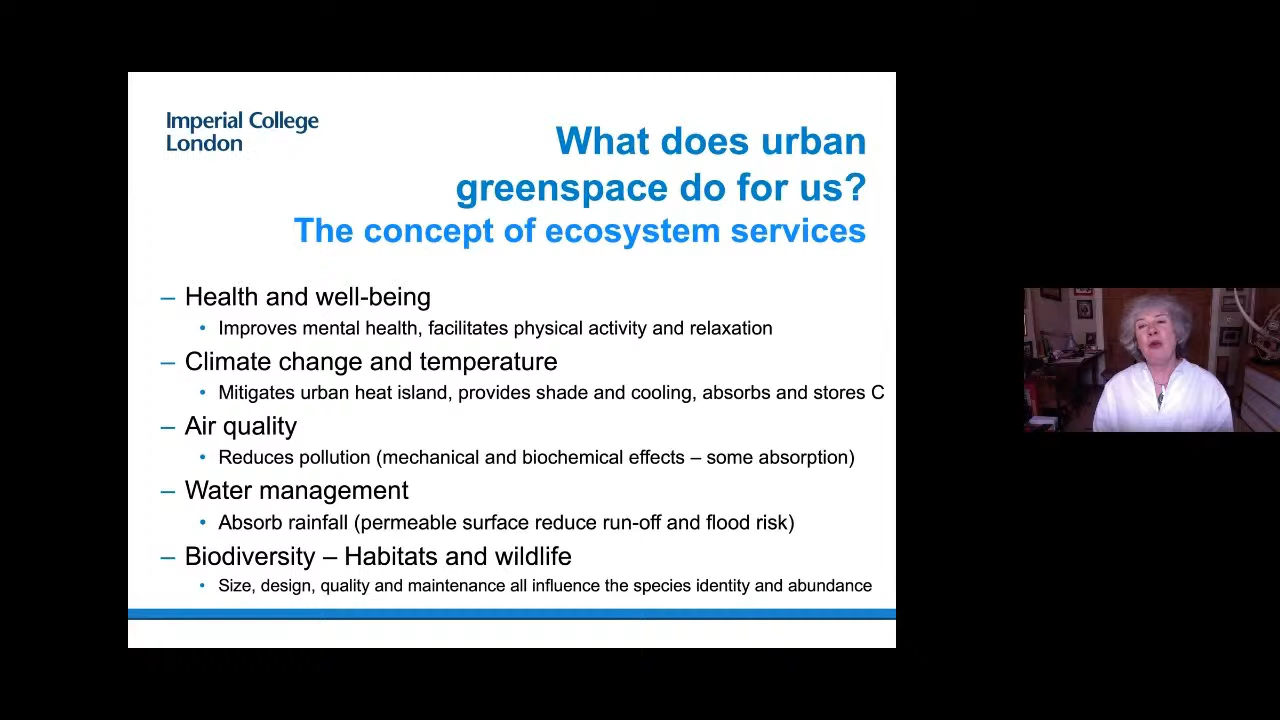 Imperial College
London
What does urban
greenspace do for us?
The concept of ecosystem services
– Health and well-being
• Improves mental health, facilitates physical activity and relaxation
– Climate change and temperature
• Mitigates urban heat island, provides shade and cooling, absorbs and stores C
– Air quality
• Reduces pollution (mechanical and biochemical effects – some absorption)
– Water management
• Absorb rainfall (permeable surface reduce run-off and flood risk)
– Biodiversity – Habitats and wildlife
• Size, design, quality and maintenance all influence the species identity and abundance